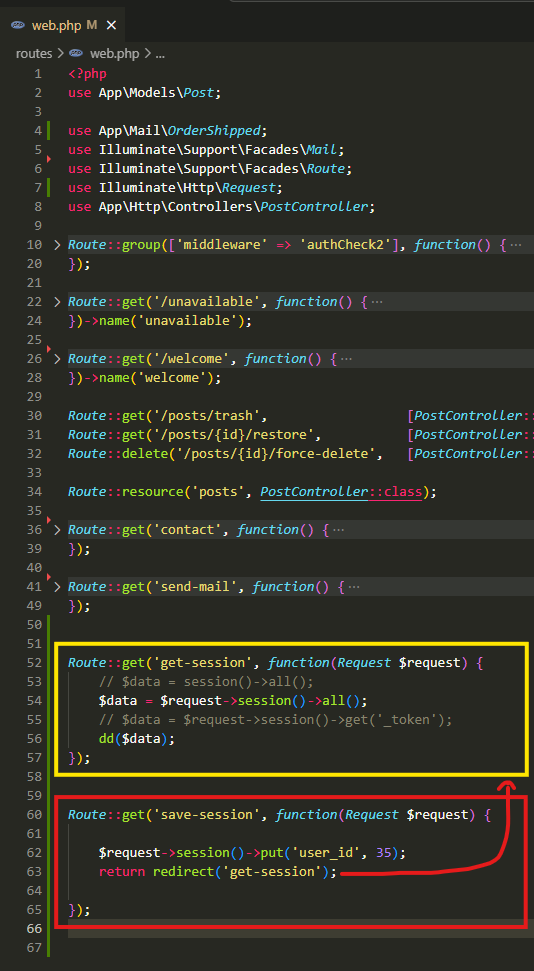 web.php M
routes > web.php > ...
1 <?php
2 use App\Models\Post;
3
4 use App\Mail\OrderShipped;
5 use Illuminate\Support\Facades\Mail;
6 use Illuminate\Support\Facades\Route;
7 use Illuminate\Http\Request;
8 use App\Http\Controllers\PostController;
9
10 Route::group(['middleware' => 'authCheck2'], function() {…
20 });
21
22 Route::get('/unavailable', function() {…
24 })->name('unavailable');
25
26 Route::get('/welcome', function() {…
28 })->name('welcome');
29
30 Route::get('/posts/trash', [PostController::
31 Route::get('/posts/{id}/restore', [PostController::
32 Route::delete('/posts/{id}/force-delete', [PostController::
33
34 Route::resource('posts', PostController::class);
35
36 Route::get('contact', function() {…
39 });
40
41 Route::get('send-mail', function() {…
49 });
50
51
52 Route::get('get-session', function(Request $request) {
53 // $data = session()->all();
54 $data = $request->session()->all();
55 // $data = $request->session()->get('_token');
56 dd($data);
57 });
58
59
60 Route::get('save-session', function(Request $request) {
61
62 $request->session()->put('user_id', 35);
63 return redirect('get-session');
64
65 });
66
67